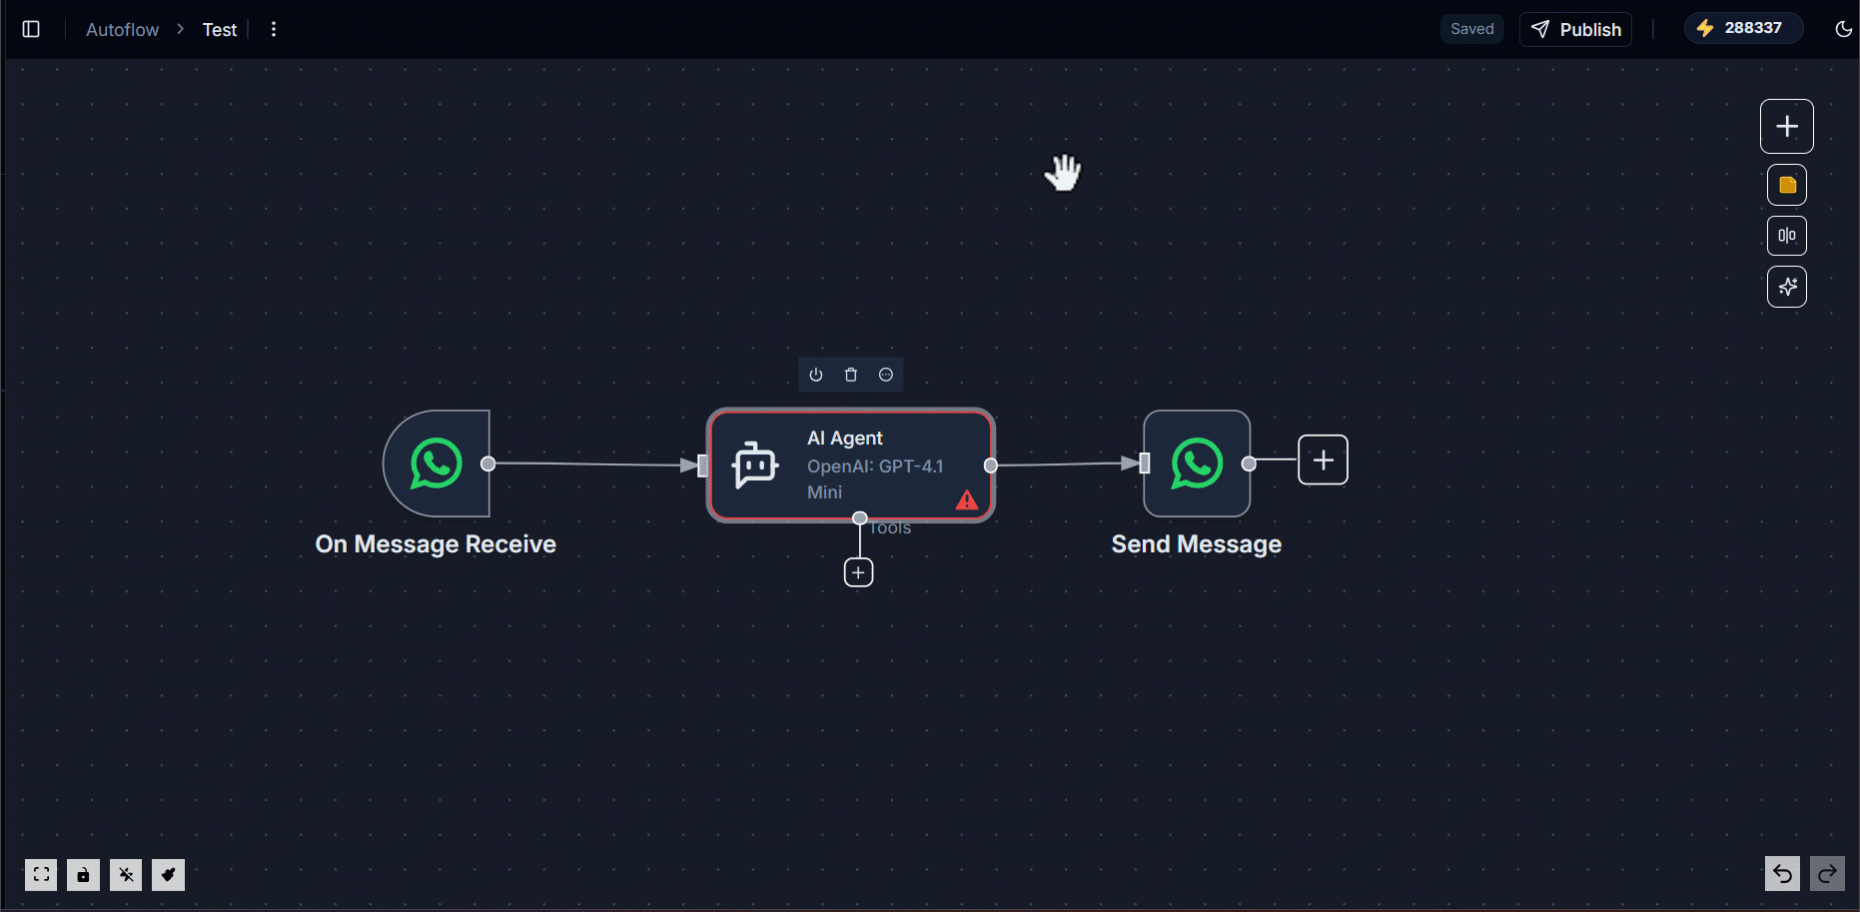 Autoflow
Test
Saved
Publish
288337
AI Agent
OpenAI: GPT-4.1
Mini
Tools
On Message Receive
Send Message